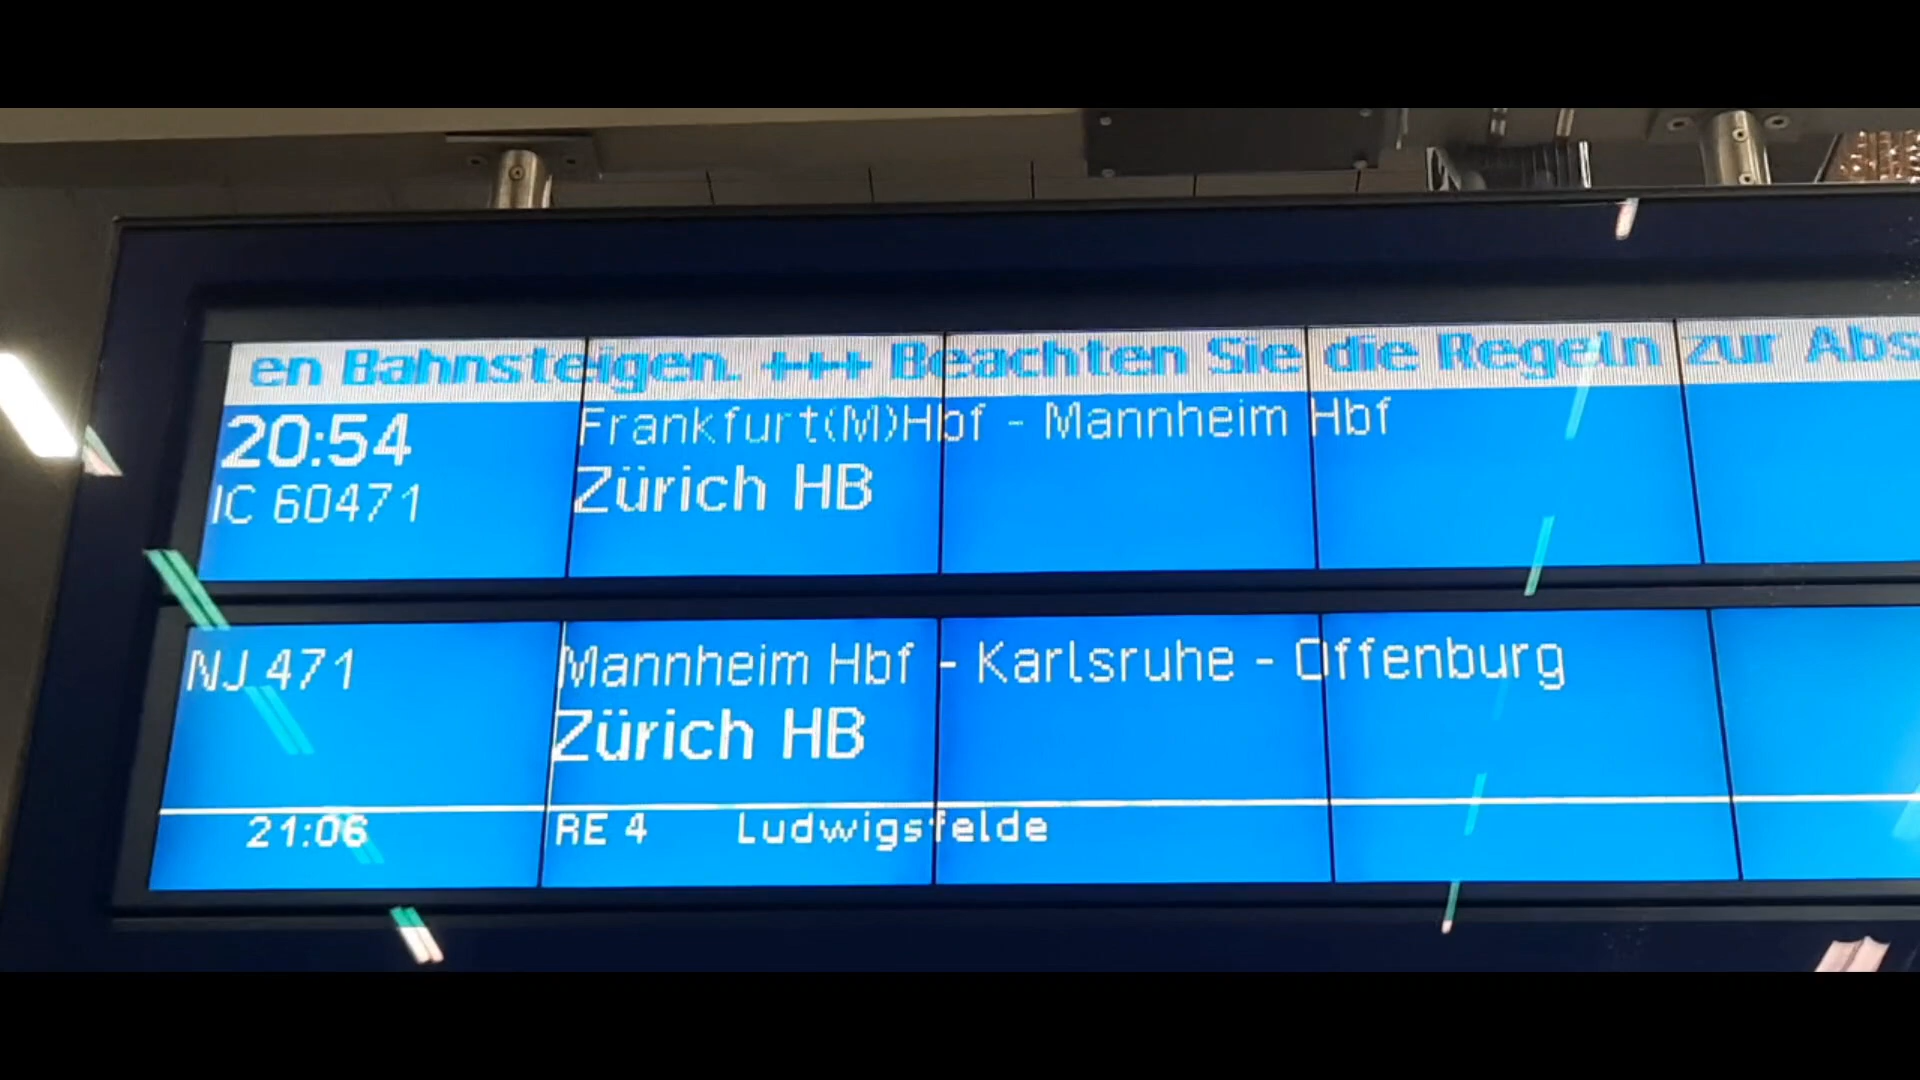 en Bahnsteigen. +++ Beachten Sie die Regeln zur Abs
20:54 Frankfurt(M)Hbf - Mannheim Hbf
IC 60471 Zürich HB
NJ 471 Mannheim Hbf - Karlsruhe - Offenburg
Zürich HB
21:06 RE 4 Ludwigsfelde